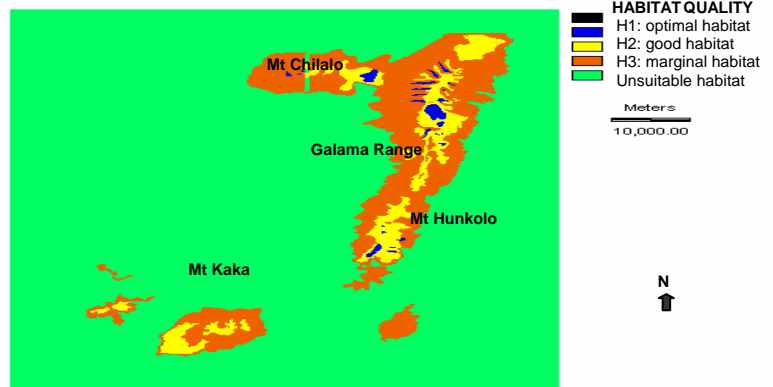 HABITAT QUALITY
H1: optimal habitat
H2: good habitat
H3: marginal habitat
Unsuitable habitat
Meters
10,000.00
Mt Chilalo
Galama Range
Mt Hunkolo
Mt Kaka
N